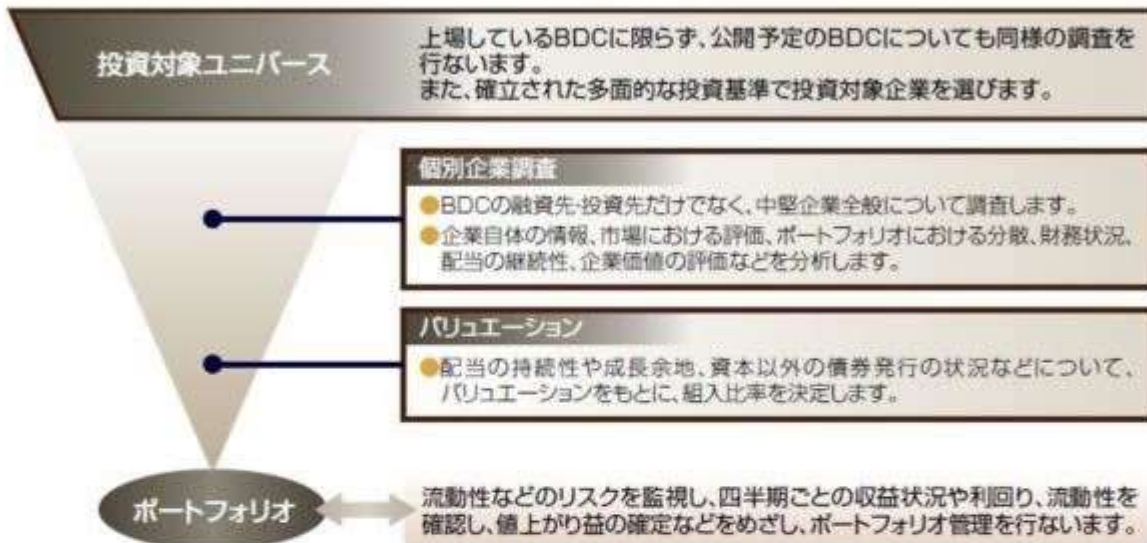 投資対象ユニバース
上場しているBDCに限らず、公開予定のBDCについても同様の調査を
行ないます。
また、確立された多面的な投資基準で投資対象企業を選びます。
個別企業調査
●BDCの融資先・投資先だけでなく、中堅企業全般について調査します。
●企業自体の情報、市場における評価、ポートフォリオにおける分散、財務状況、
配当の継続性、企業価値の評価などを分析します。
バリュエーション
●配当の持続性や成長余地、資本以外の債券発行の状況などについて、
バリュエーションをもとに、組入比率を決定します。
ポートフォリオ
流動性などのリスクを監視し、四半期ごとの収益状況や利回り、流動性を
確認し、値上がり益の確定などをめざし、ポートフォリオ管理を行ないます。